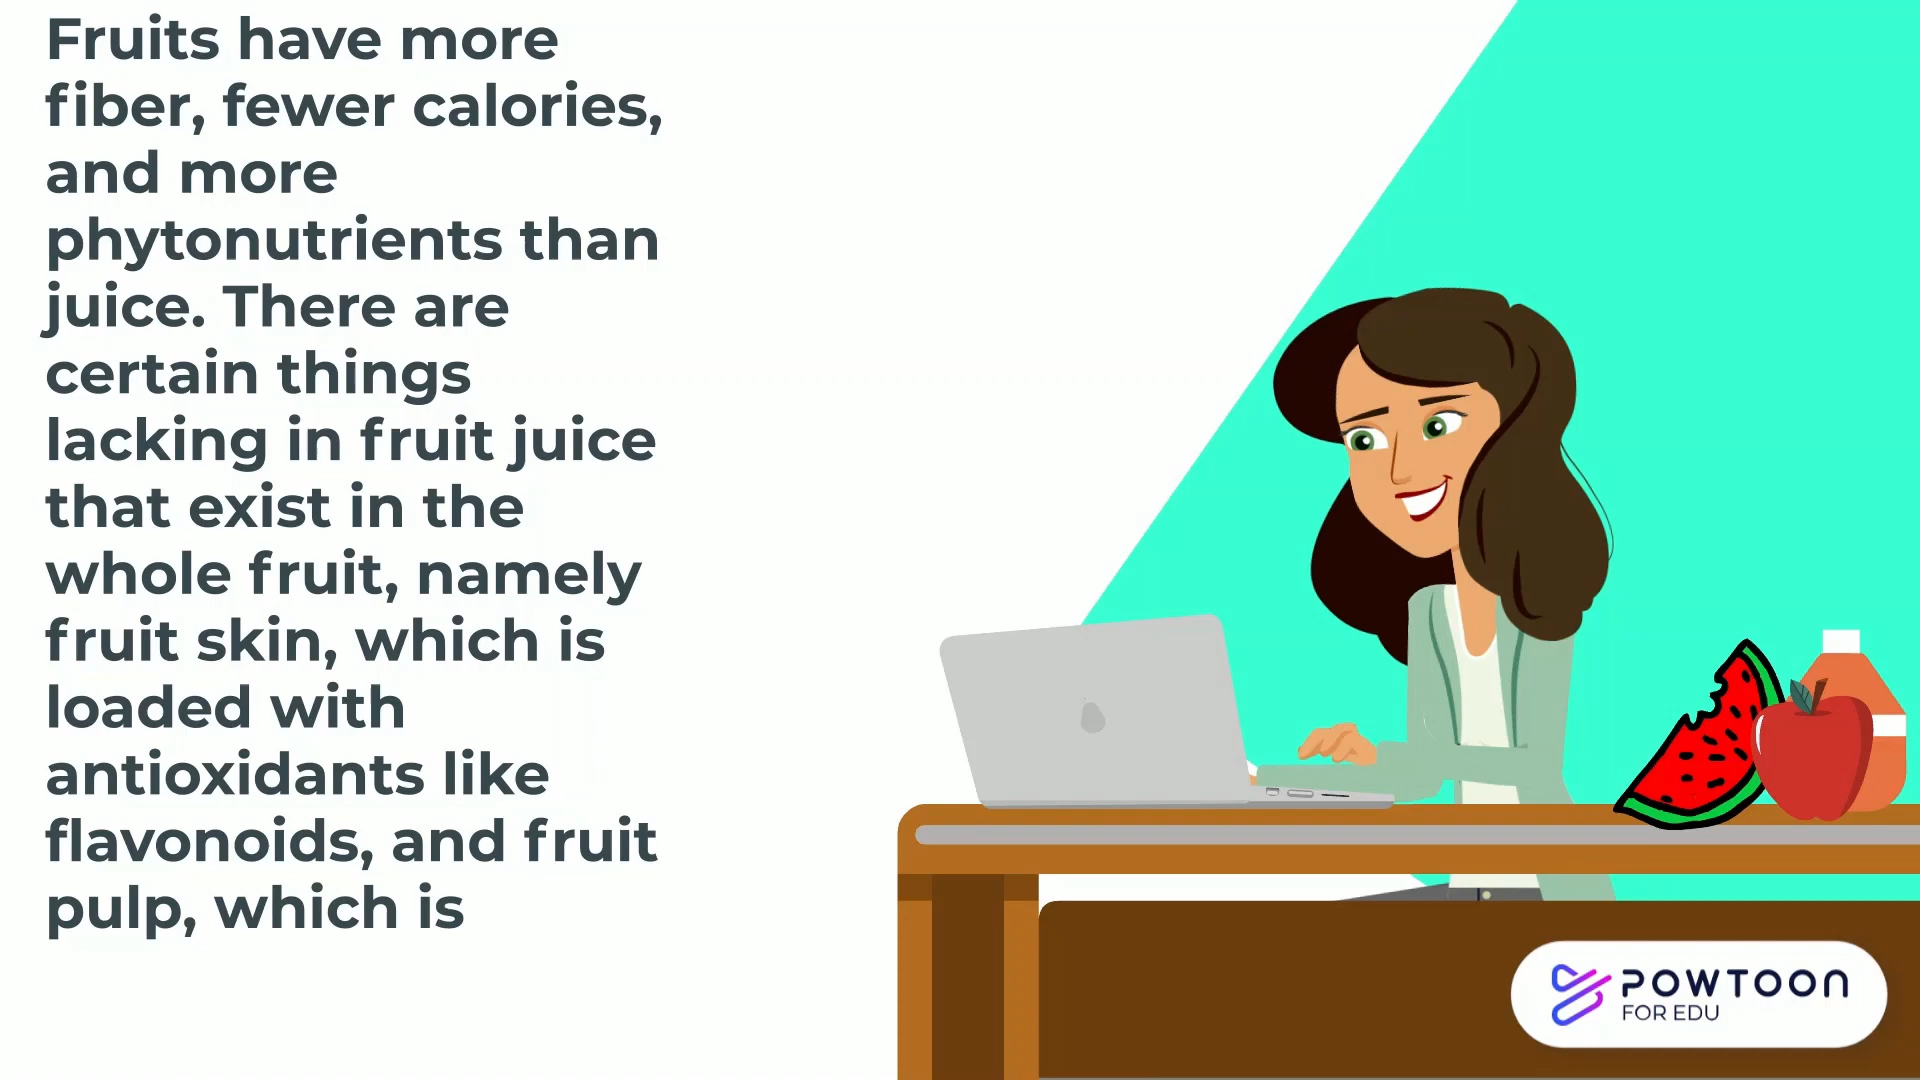 Fruits have more
fiber, fewer calories,
and more
phytonutrients than
juice. There are
certain things
lacking in fruit juice
that exist in the
whole fruit, namely
fruit skin, which is
loaded with
antioxidants like
flavonoids, and fruit
pulp, which is
POWTOON
FOR EDU